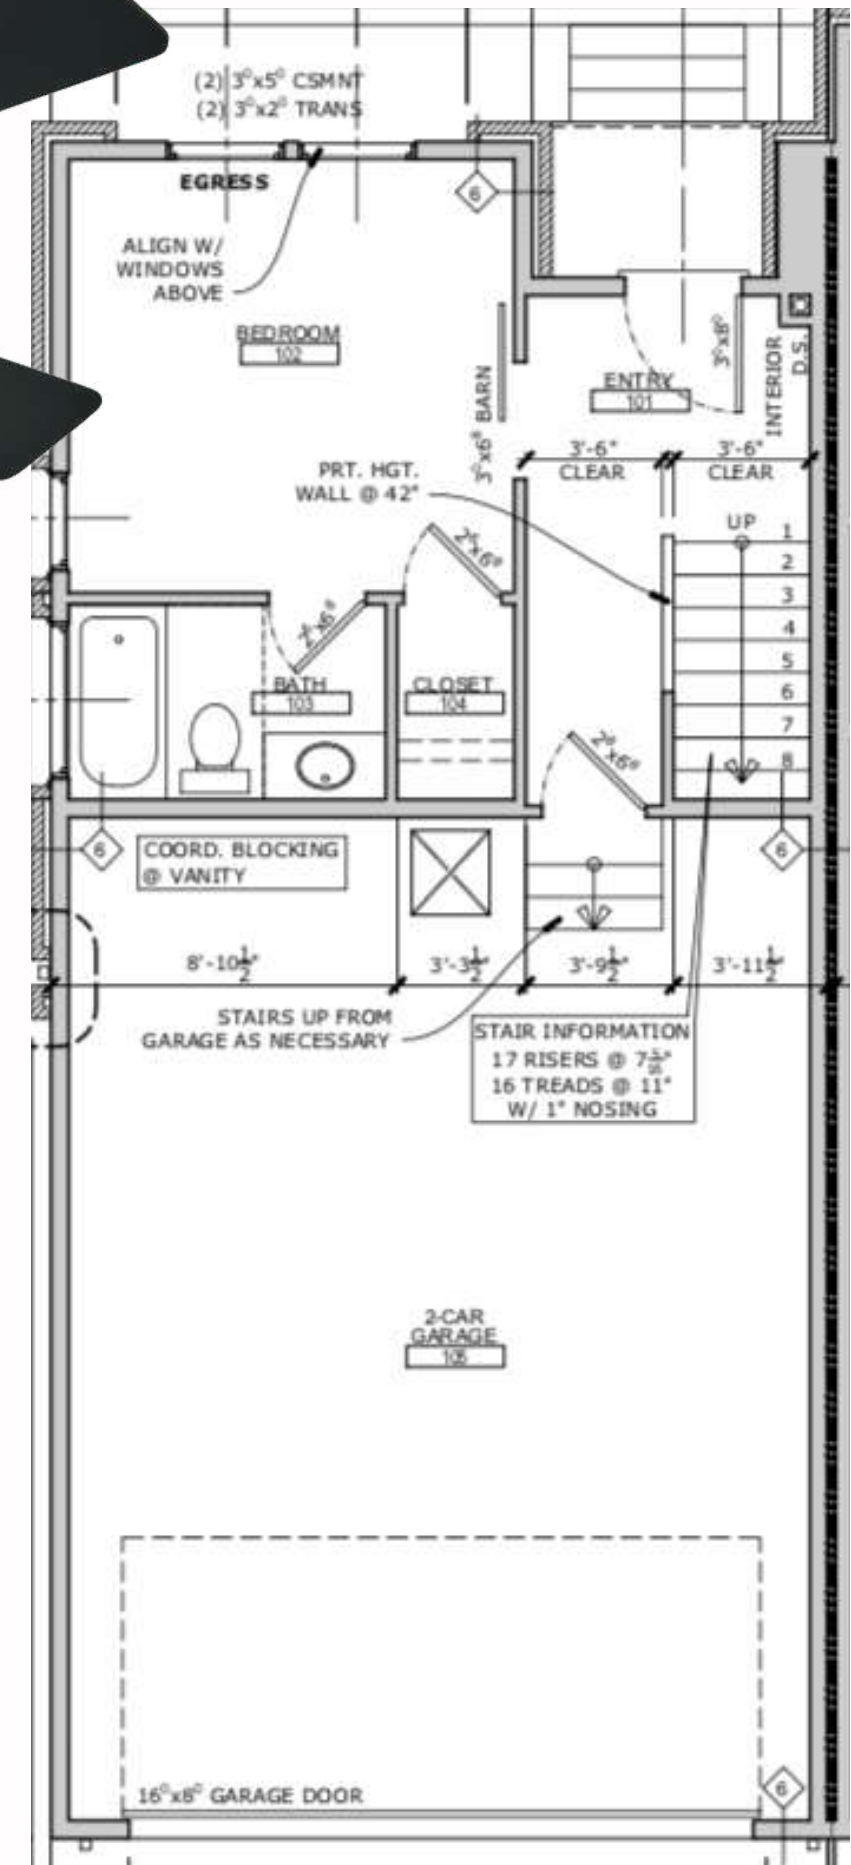 (2) 3⁰x5⁰ CSMNT
(2) 3⁰x2⁰ TRANS
EGRESS
6
ALIGN W/
WINDOWS
ABOVE
BEDROOM
102
3⁰x6⁸ BARN
ENTRY
101
3⁰x8⁰
INTERIOR
D.S.
3'-6"
CLEAR
3'-6"
CLEAR
PRT. HGT.
WALL @ 42"
UP
1
2
3
4
5
6
7
8
2⁶x6⁸
2⁶x6⁸
BATH
103
CLOSET
104
2⁸x6⁸
6
COORD. BLOCKING
@ VANITY
6
8'-10½"
3'-3½"
3'-9½"
3'-11½"
STAIRS UP FROM
GARAGE AS NECESSARY
STAIR INFORMATION
17 RISERS @ 7 5/16"
16 TREADS @ 11"
W/ 1" NOSING
2-CAR
GARAGE
105
16⁰x8⁰ GARAGE DOOR
6